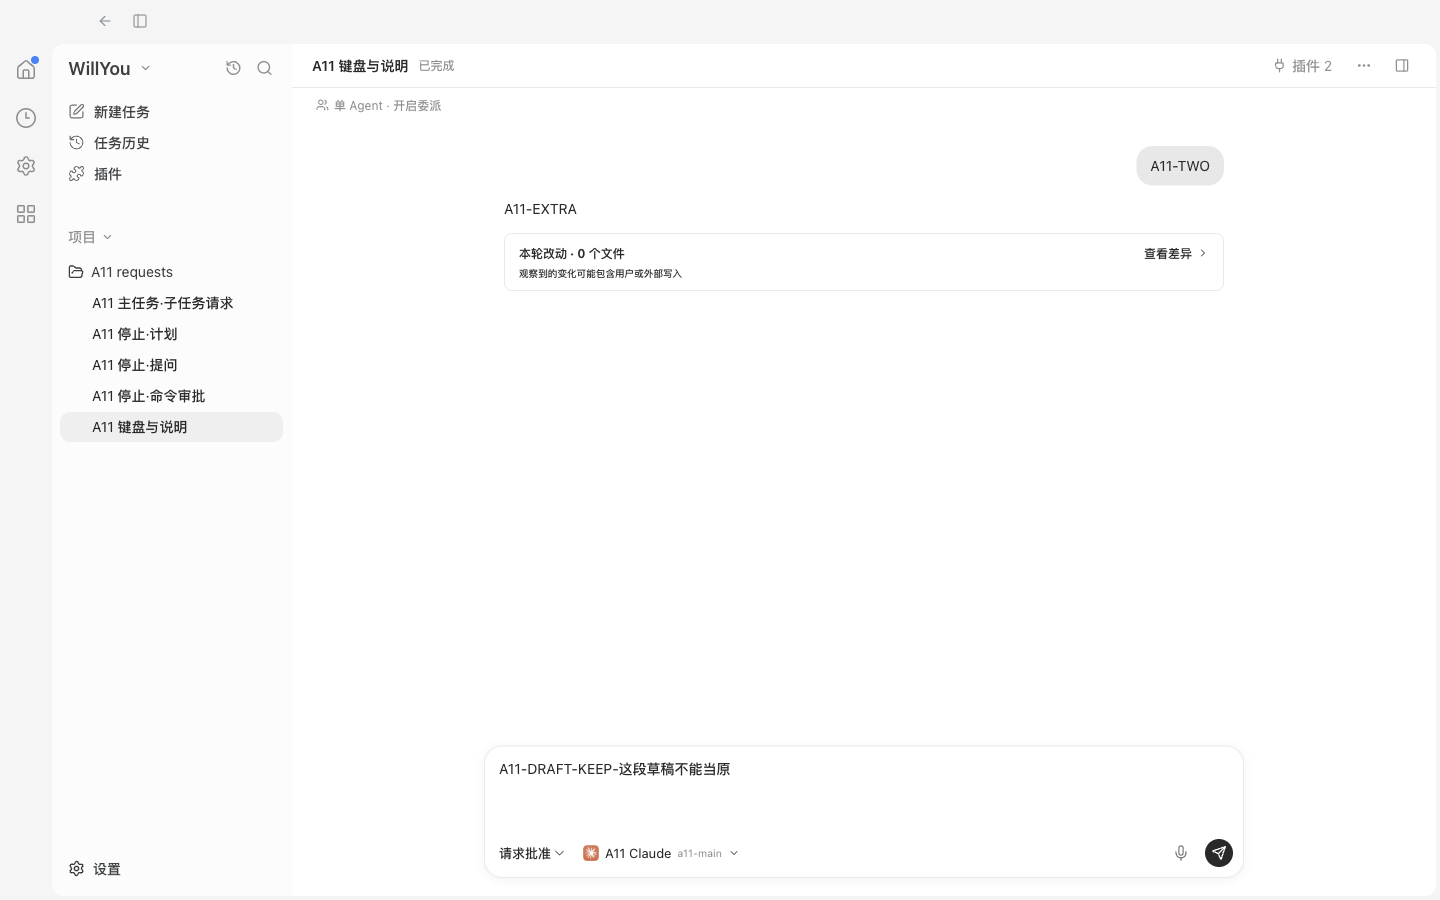 WillYou
新建任务
任务历史
插件
项目
A11 requests
A11 主任务·子任务请求
A11 停止·计划
A11 停止·提问
A11 停止·命令审批
A11 键盘与说明
设置
A11 键盘与说明 已完成
插件 2
单 Agent · 开启委派
A11-TWO
A11-EXTRA
本轮改动 · 0 个文件 查看差异
观察到的变化可能包含用户或外部写入
A11-DRAFT-KEEP-这段草稿不能当原
请求批准 A11 Claude a11-main